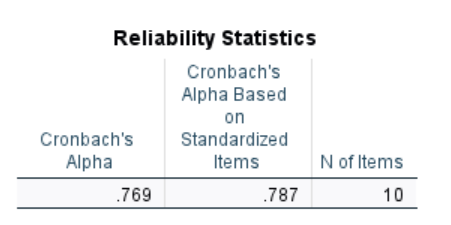 Reliability Statistics
Cronbach's
Alpha
Cronbach's
Alpha Based
on
Standardized
Items
N of Items
.769
.787
10